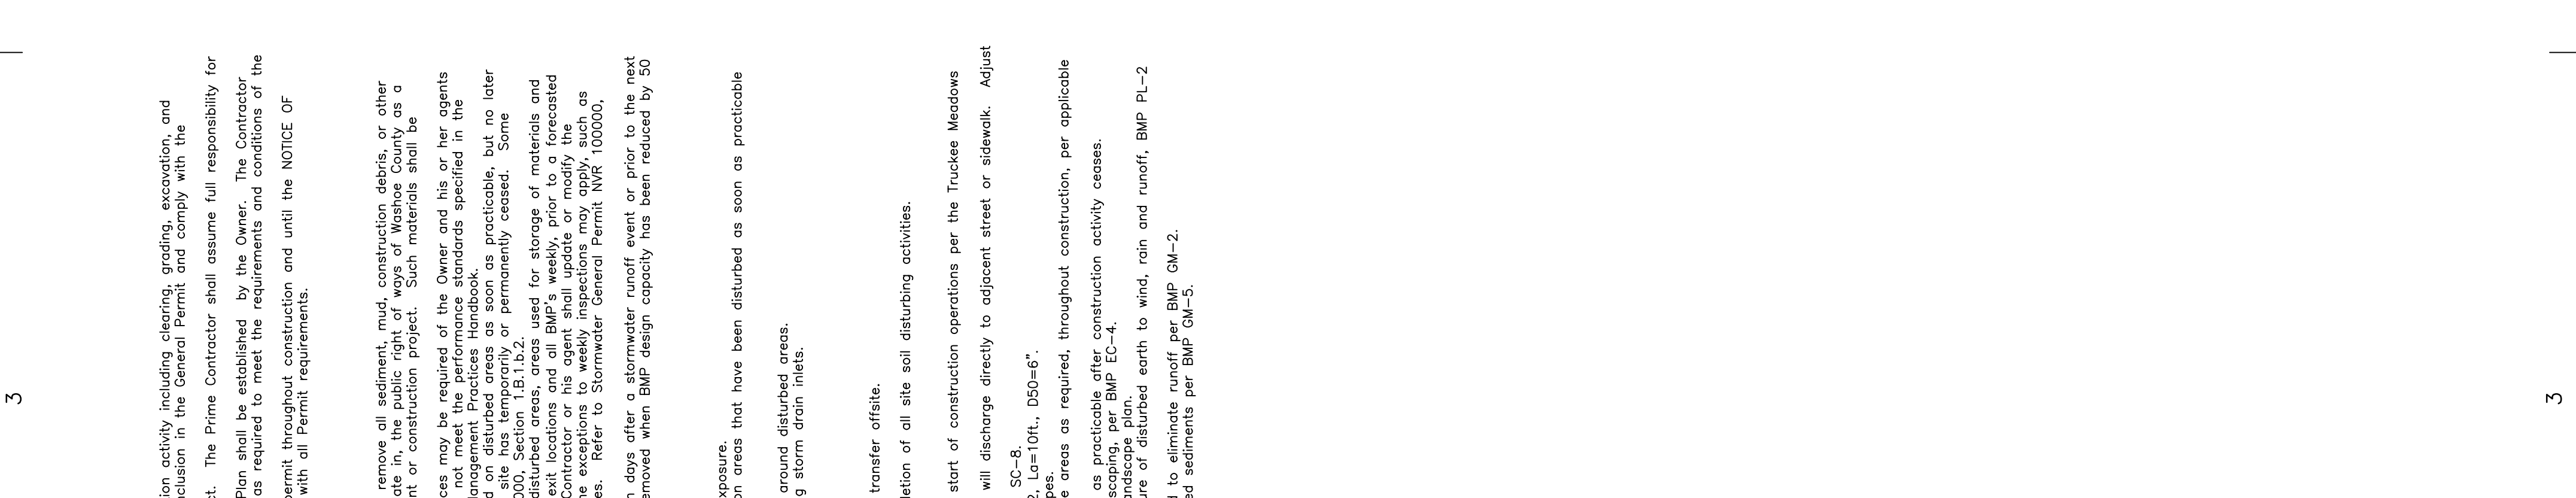 3
ion activity including clearing, grading, excavation, and
clusion in the General Permit and comply with the
ct. The Prime Contractor shall assume full responsibility for
Plan shall be established by the Owner. The Contractor
as required to meet the requirements and conditions of the
permit throughout construction and until the NOTICE OF
with all Permit requirements.
remove all sediment, mud, construction debris, or other
ate in, the public right of ways of Washoe County as a
nt or construction project. Such materials shall be
ces may be required of the Owner and his or her agents
not meet the performance standards specified in the
anagement Practices Handbook.
d on disturbed areas as soon as practicable, but no later
site has temporarily or permanently ceased. Some
000, Section 1.B.1.b.2.
disturbed areas, areas used for storage of materials and
exit locations and all BMP's weekly, prior to a forecasted
Contractor or his agent shall update or modify the
ne exceptions to weekly inspections may apply, such as
es. Refer to Stormwater General Permit NVR 100000,
n days after a stormwater runoff event or prior to the next
emoved when BMP design capacity has been reduced by 50
xposure.
on areas that have been disturbed as soon as practicable
around disturbed areas.
g storm drain inlets.
transfer offsite.
letion of all site soil disturbing activities.
start of construction operations per the Truckee Meadows
will discharge directly to adjacent street or sidewalk. Adjust
SC-8.
2, La=10ft., D50=6".
pes.
e areas as required, throughout construction, per applicable
as practicable after construction activity ceases.
scaping, per BMP EC-4.
andscape plan.
ure of disturbed earth to wind, rain and runoff, BMP PL-2
d to eliminate runoff per BMP GM-2.
ed sediments per BMP GM-5.
3